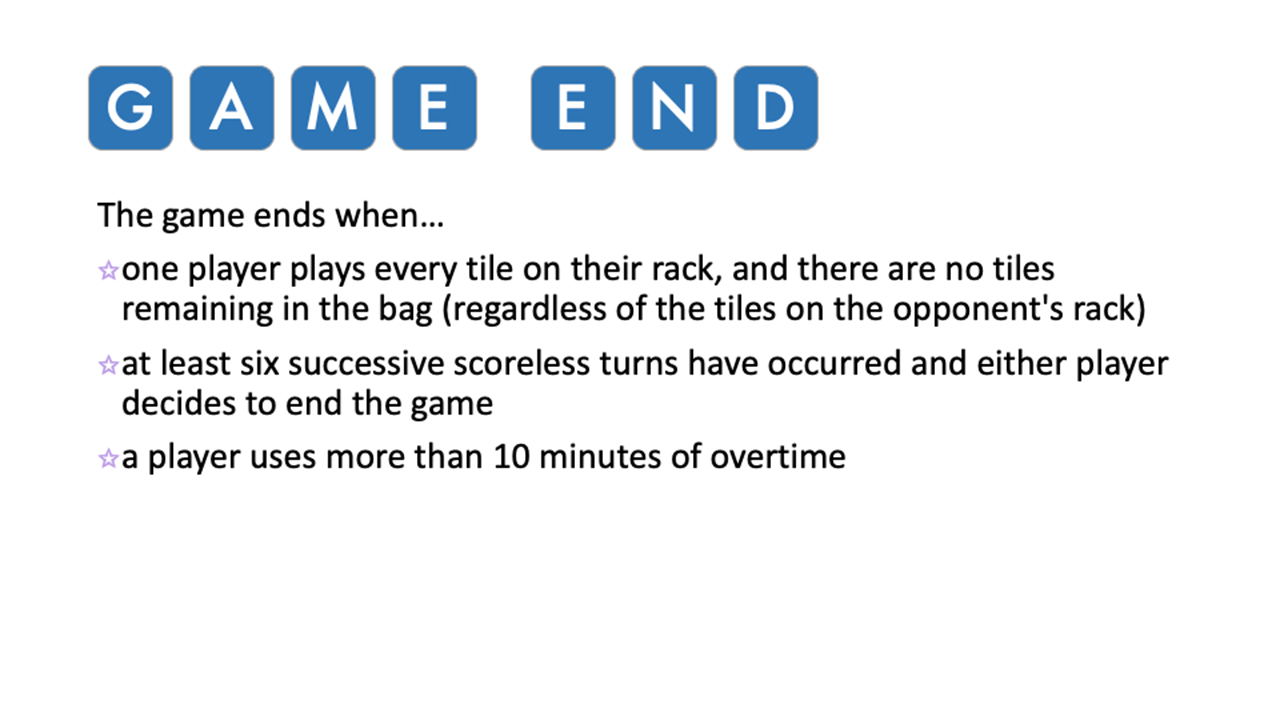 GAME END
The game ends when...
☆one player plays every tile on their rack, and there are no tiles
remaining in the bag (regardless of the tiles on the opponent's rack)
☆at least six successive scoreless turns have occurred and either player
decides to end the game
☆a player uses more than 10 minutes of overtime